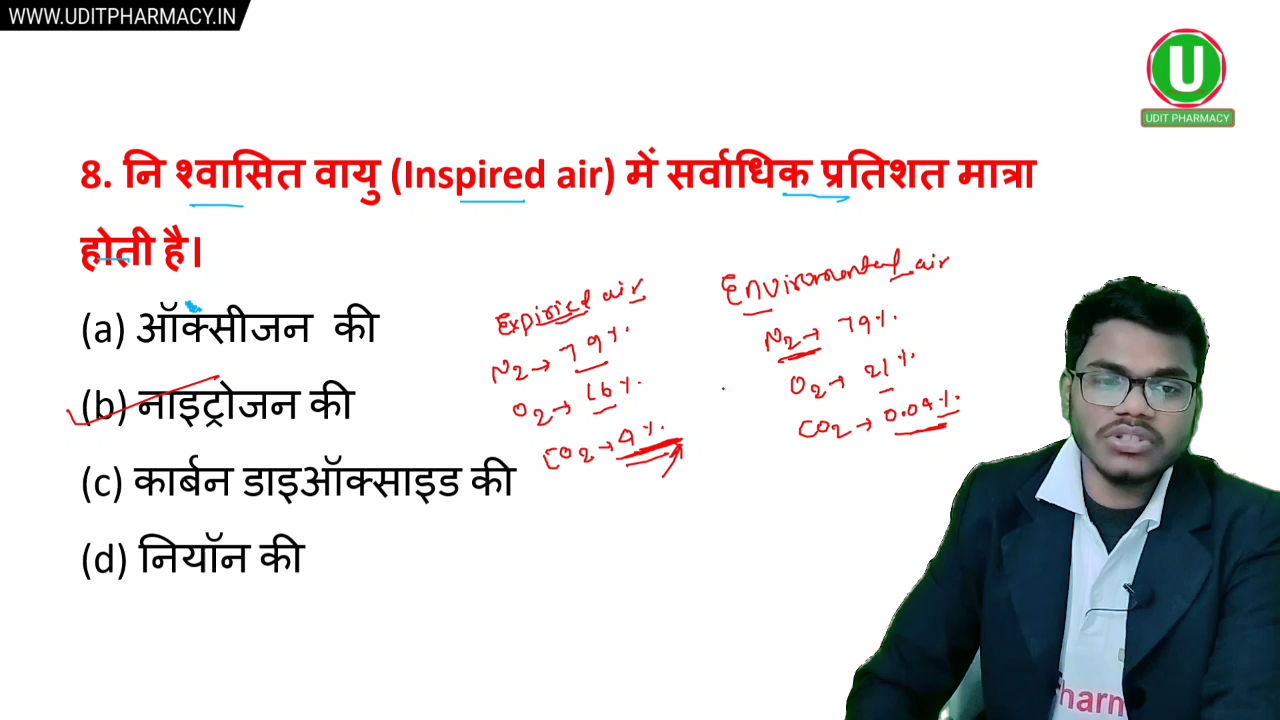 WWW.UDITPHARMACY.IN
U
UDIT PHARMACY
8. नि श्वासित वायु (Inspired air) में सर्वाधिक प्रतिशत मात्रा
होती है।
(a) ऑक्सीजन की
(b) नाइट्रोजन की
(c) कार्बन डाइऑक्साइड की
(d) नियॉन की
Expiried air
N2 → 79%
O2 → 16%
CO2 → 4%
Environmental air
N2 → 79%
O2 → 21%
CO2 → 0.04%
Pharm